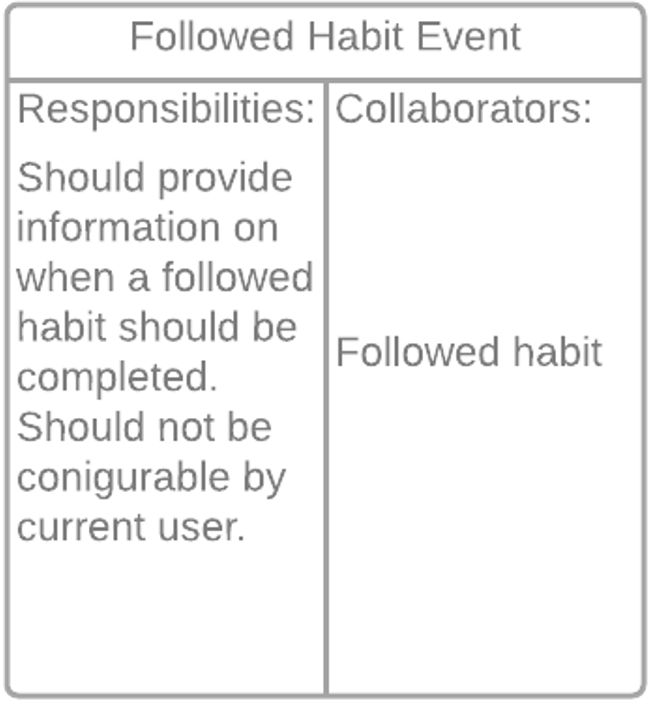 Followed Habit Event
Responsibilities:
Should provide
information on
when a followed
habit should be
completed.
Should not be
conigurable by
current user.
Collaborators:
Followed habit